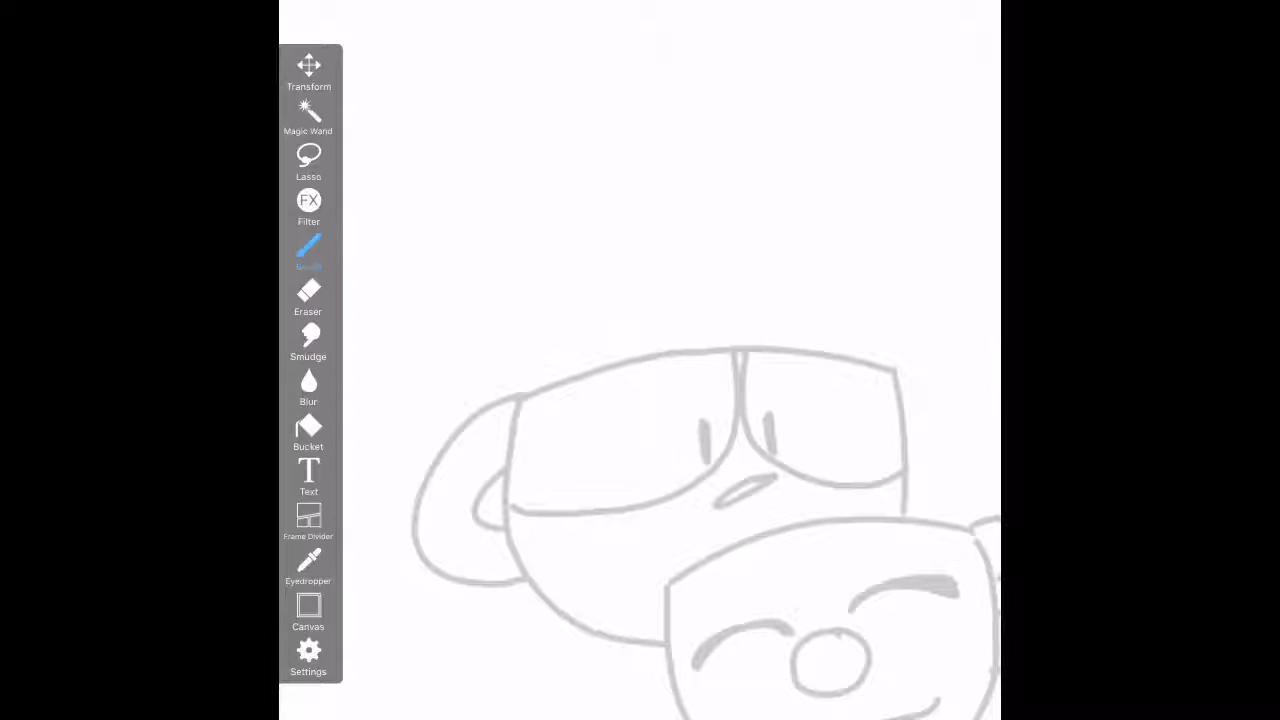 Transform
Magic Wand
Lasso
FX
Filter
Eraser
Smudge
Blur
Bucket
T
Text
Frame Divider
Eyedropper
Canvas
Settings